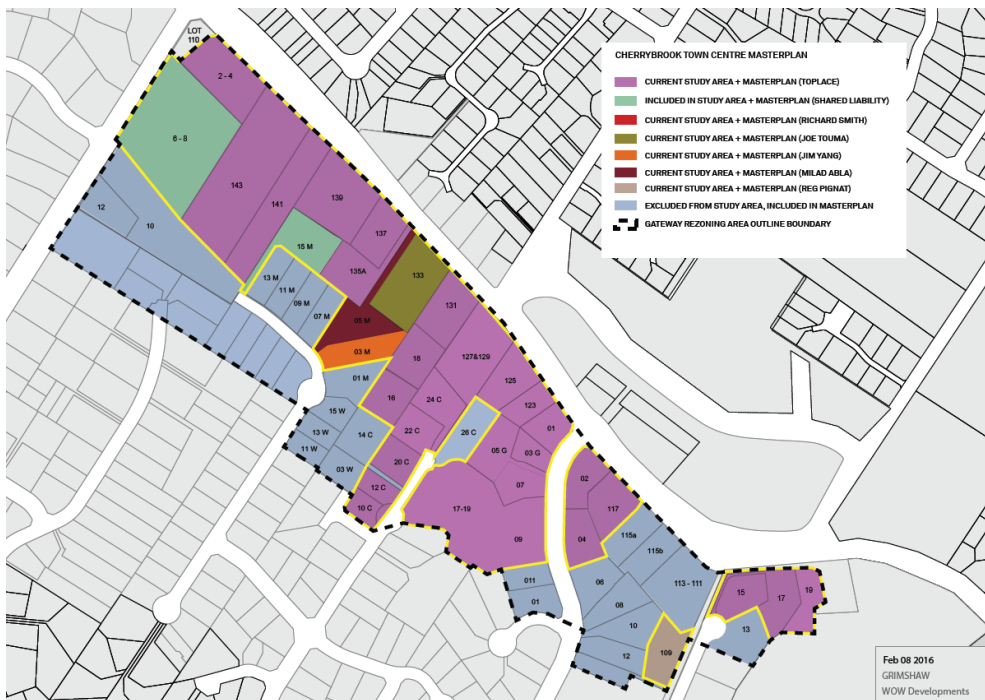 LOT
110
2 - 4
6 - 8
143
139
141
137
12
10
15 M
135A
133
13 M
11 M
09 M
07 M
131
05 M
03 M
18
127&129
01 M
125
16
24 C
123
15 W
01
26 C
13 W
14 C
22 C
05 G
03 G
11 W
03 W
20 C
12 C
07
02
10 C
17-19
117
09
04
115a
115b
011
06
113 - 111
01
08
15
17
19
10
13
109
12
CHERRYBROOK TOWN CENTRE MASTERPLAN
CURRENT STUDY AREA + MASTERPLAN (TOPLACE)
INCLUDED IN STUDY AREA + MASTERPLAN (SHARED LIABILITY)
CURRENT STUDY AREA + MASTERPLAN (RICHARD SMITH)
CURRENT STUDY AREA + MASTERPLAN (JOE TOUMA)
CURRENT STUDY AREA + MASTERPLAN (JIM YANG)
CURRENT STUDY AREA + MASTERPLAN (MILAD ABLA)
CURRENT STUDY AREA + MASTERPLAN (REG PIGNAT)
EXCLUDED FROM STUDY AREA, INCLUDED IN MASTERPLAN
GATEWAY REZONING AREA OUTLINE BOUNDARY
Feb 08 2016
GRIMSHAW
WOW Developments